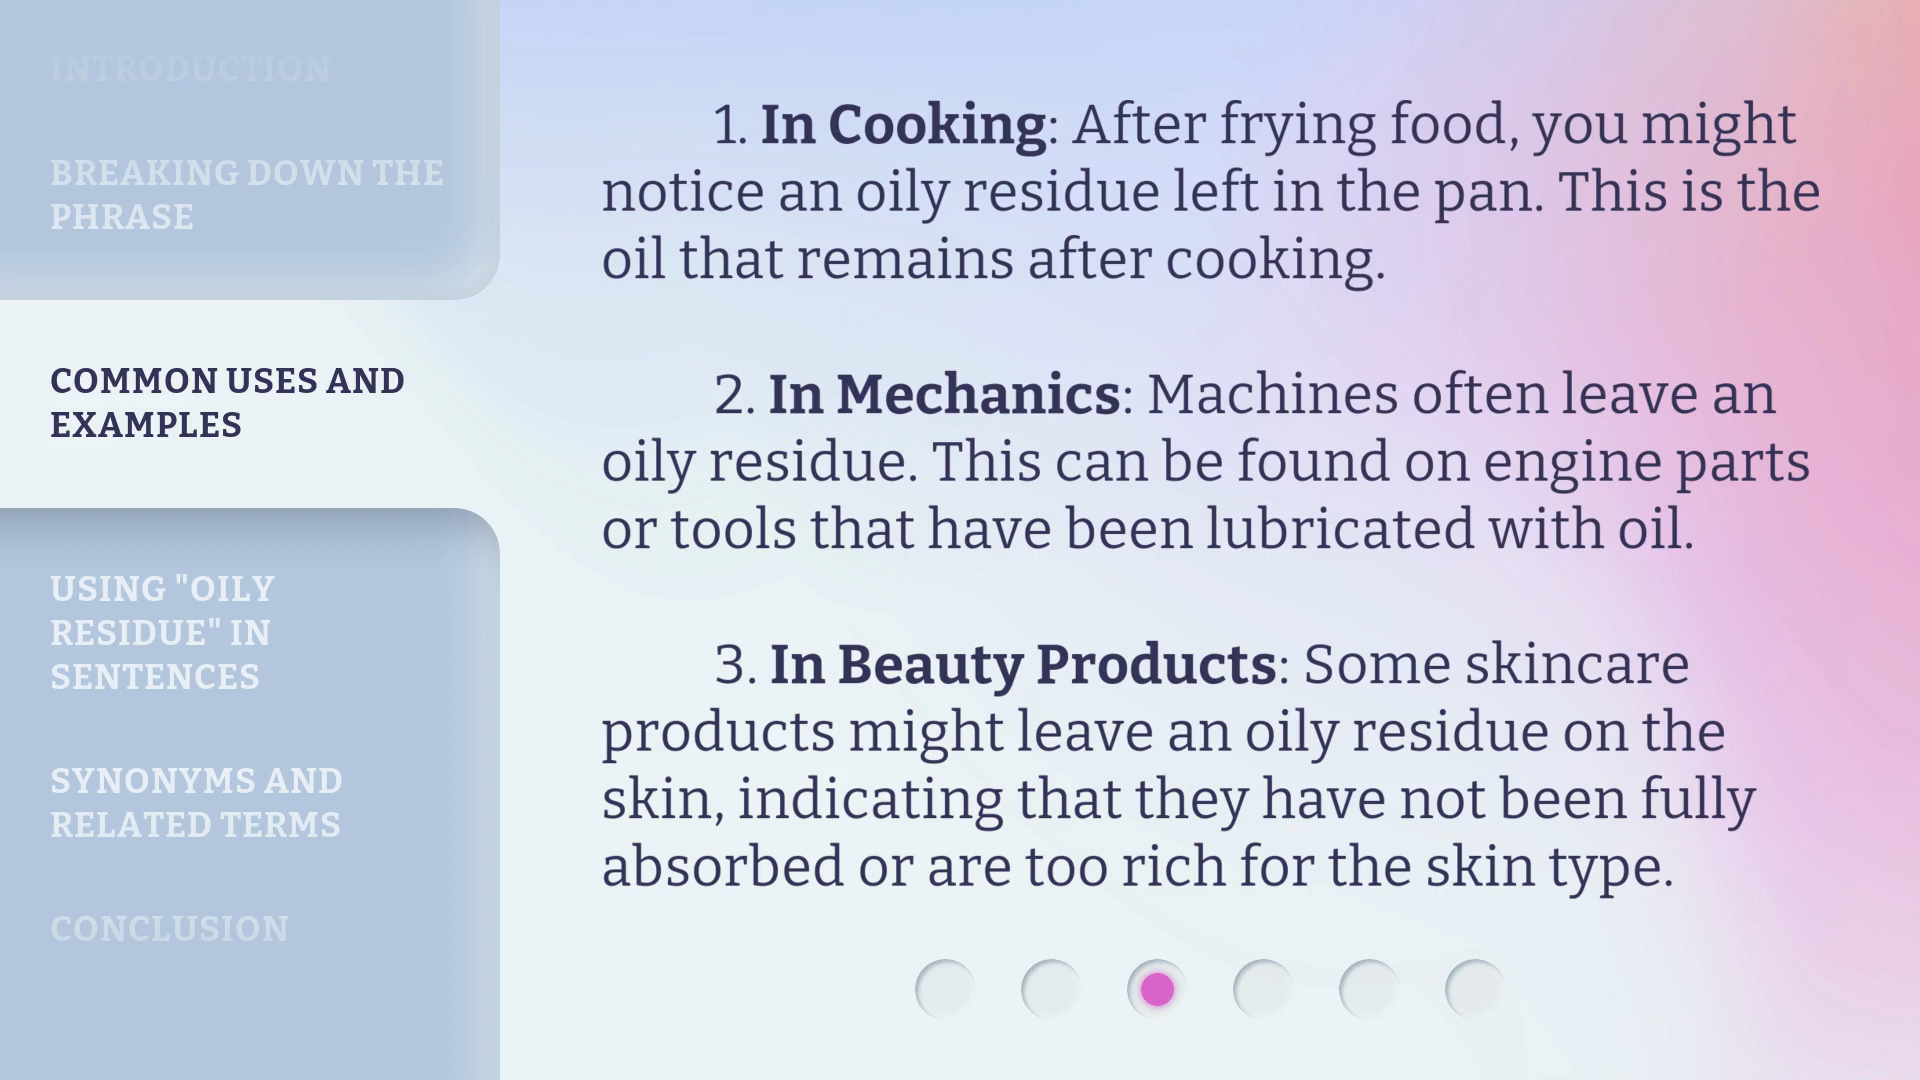 INTRODUCTION
BREAKING DOWN THE
PHRASE
COMMON USES AND
EXAMPLES
USING "OILY
RESIDUE" IN
SENTENCES
SYNONYMS AND
RELATED TERMS
CONCLUSION
1. In Cooking: After frying food, you might
notice an oily residue left in the pan. This is the
oil that remains after cooking.
2. In Mechanics: Machines often leave an
oily residue. This can be found on engine parts
or tools that have been lubricated with oil.
3. In Beauty Products: Some skincare
products might leave an oily residue on the
skin, indicating that they have not been fully
absorbed or are too rich for the skin type.